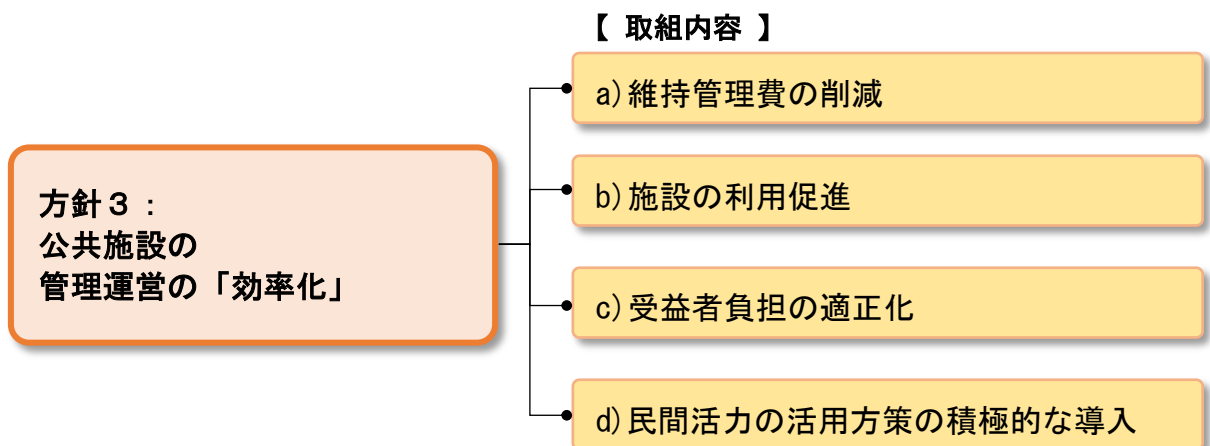 【 取組内容 】
a)維持管理費の削減
方針３：
公共施設の
管理運営の「効率化」
b)施設の利用促進
c)受益者負担の適正化
d)民間活力の活用方策の積極的な導入